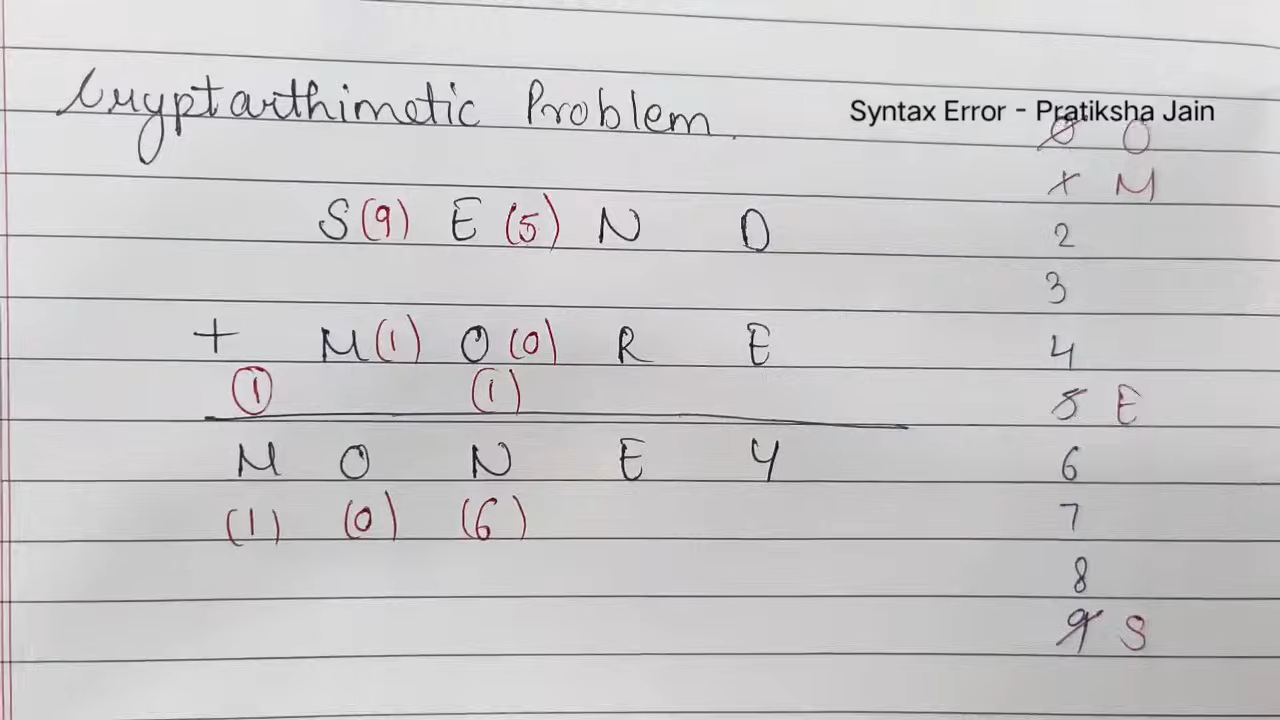 Cryptarthimetic Problem.
Syntax Error - Pratiksha Jain
0 O
1 M
S(9) E(5) N D
2
3
+ M(1) O(0) R E
4
(1) (1)
5 E
M O N E Y
6
(1) (0) (6)
7
8
9 S